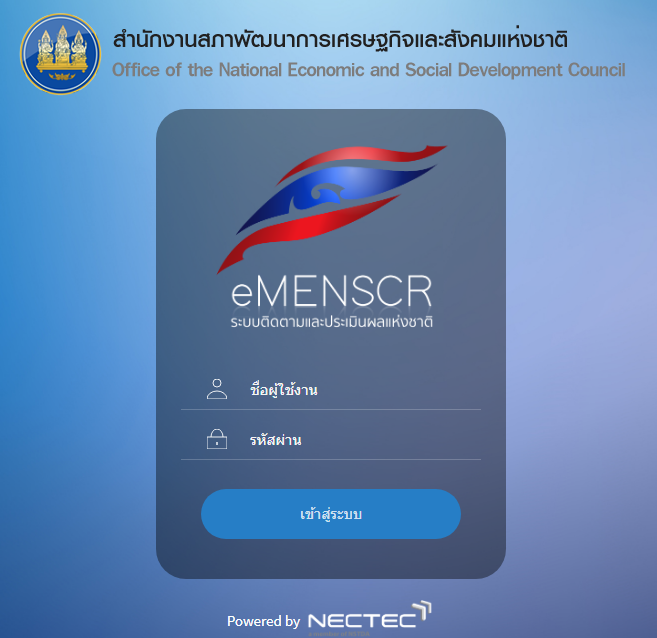 สำนักงานสภาพัฒนาการเศรษฐกิจและสังคมแห่งชาติ
Office of the National Economic and Social Development Council
eMENSCR
ระบบติดตามและประเมินผลแห่งชาติ
ชื่อผู้ใช้งาน
รหัสผ่าน
เข้าสู่ระบบ
Powered by NECTEC